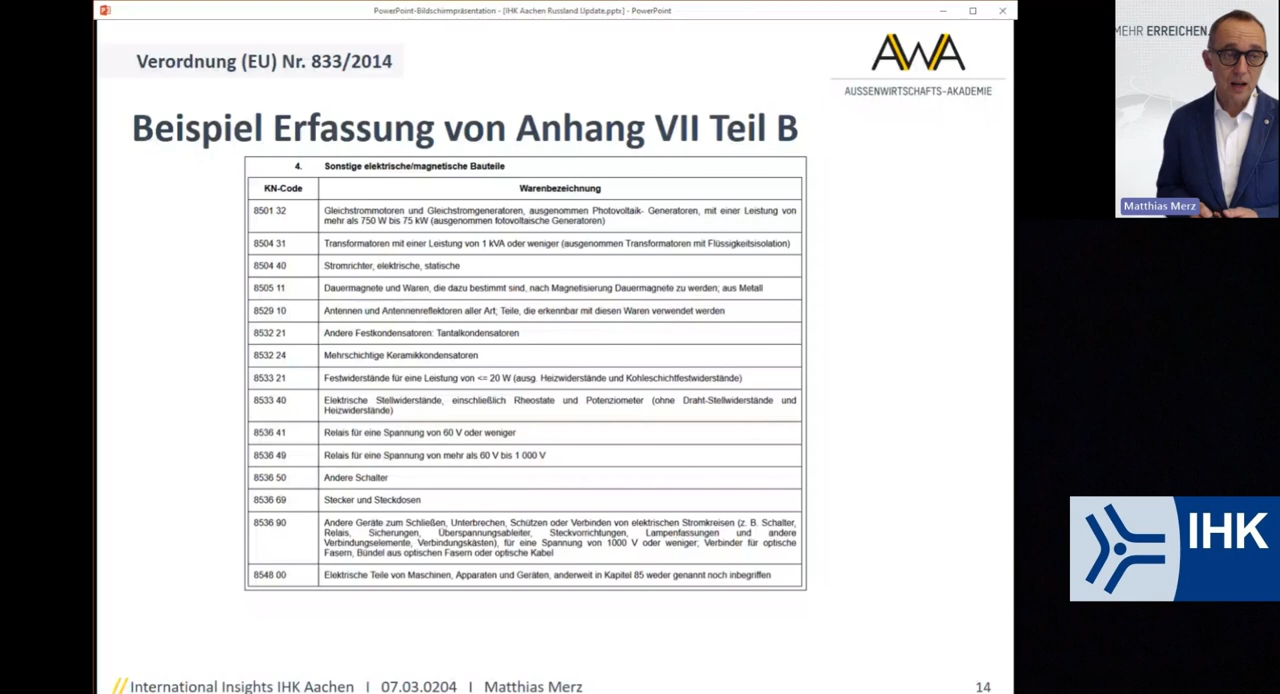 PowerPoint-Bildschirmpräsentation - [IHK Aachen Russland Update.pptx] - PowerPoint
Verordnung (EU) Nr. 833/2014
AWA
AUSSENWIRTSCHAFTS-AKADEMIE
Beispiel Erfassung von Anhang VII Teil B
4. Sonstige elektrische/magnetische Bauteile
KN-Code Warenbezeichnung
8501 32 Gleichstrommotoren und Gleichstromgeneratoren, ausgenommen Photovoltaik- Generatoren, mit einer Leistung von
mehr als 750 W bis 75 kW (ausgenommen fotovoltaische Generatoren)
8504 31 Transformatoren mit einer Leistung von 1 kVA oder weniger (ausgenommen Transformatoren mit Flüssigkeitsisolation)
8504 40 Stromrichter, elektrische, statische
8505 11 Dauermagnete und Waren, die dazu bestimmt sind, nach Magnetisierung Dauermagnete zu werden; aus Metall
8529 10 Antennen und Antennenreflektoren aller Art; Teile, die erkennbar mit diesen Waren verwendet werden
8532 21 Andere Festkondensatoren: Tantalkondensatoren
8532 24 Mehrschichtige Keramikkondensatoren
8533 21 Festwiderstände für eine Leistung von <= 20 W (ausg. Heizwiderstände und Kohleschichtfestwiderstände)
8533 40 Elektrische Stellwiderstände, einschließlich Rheostate und Potenziometer (ohne Draht-Stellwiderstände und
Heizwiderstände)
8536 41 Relais für eine Spannung von 60 V oder weniger
8536 49 Relais für eine Spannung von mehr als 60 V bis 1 000 V
8536 50 Andere Schalter
8536 69 Stecker und Steckdosen
8536 90 Andere Geräte zum Schließen, Unterbrechen, Schützen oder Verbinden von elektrischen Stromkreisen (z. B. Schalter,
Relais, Sicherungen, Überspannungsableiter, Steckvorrichtungen, Lampenfassungen und andere
Verbindungselemente, Verbindungskästen), für eine Spannung von 1000 V oder weniger; Verbinder für optische
Fasern, Bündel aus optischen Fasern oder optische Kabel
8548 00 Elektrische Teile von Maschinen, Apparaten und Geräten, anderweit in Kapitel 85 weder genannt noch inbegriffen
// International Insights IHK Aachen I 07.03.0204 I Matthias Merz
14
MEHR ERREICHEN.
Matthias Merz
IHK